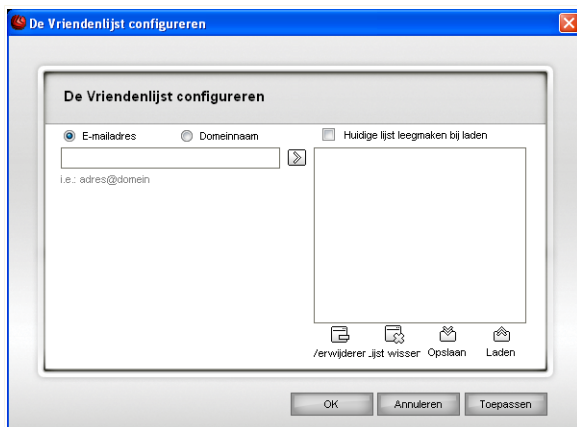 De Vriendenlijst configureren
De Vriendenlijst configureren
E-mailadres
Domeinnaam
Huidige lijst leegmaken bij laden
i.e.: adres@domein
/erwijderer
.ijst wisser
Opslaan
Laden
OK
Annuleren
Toepassen